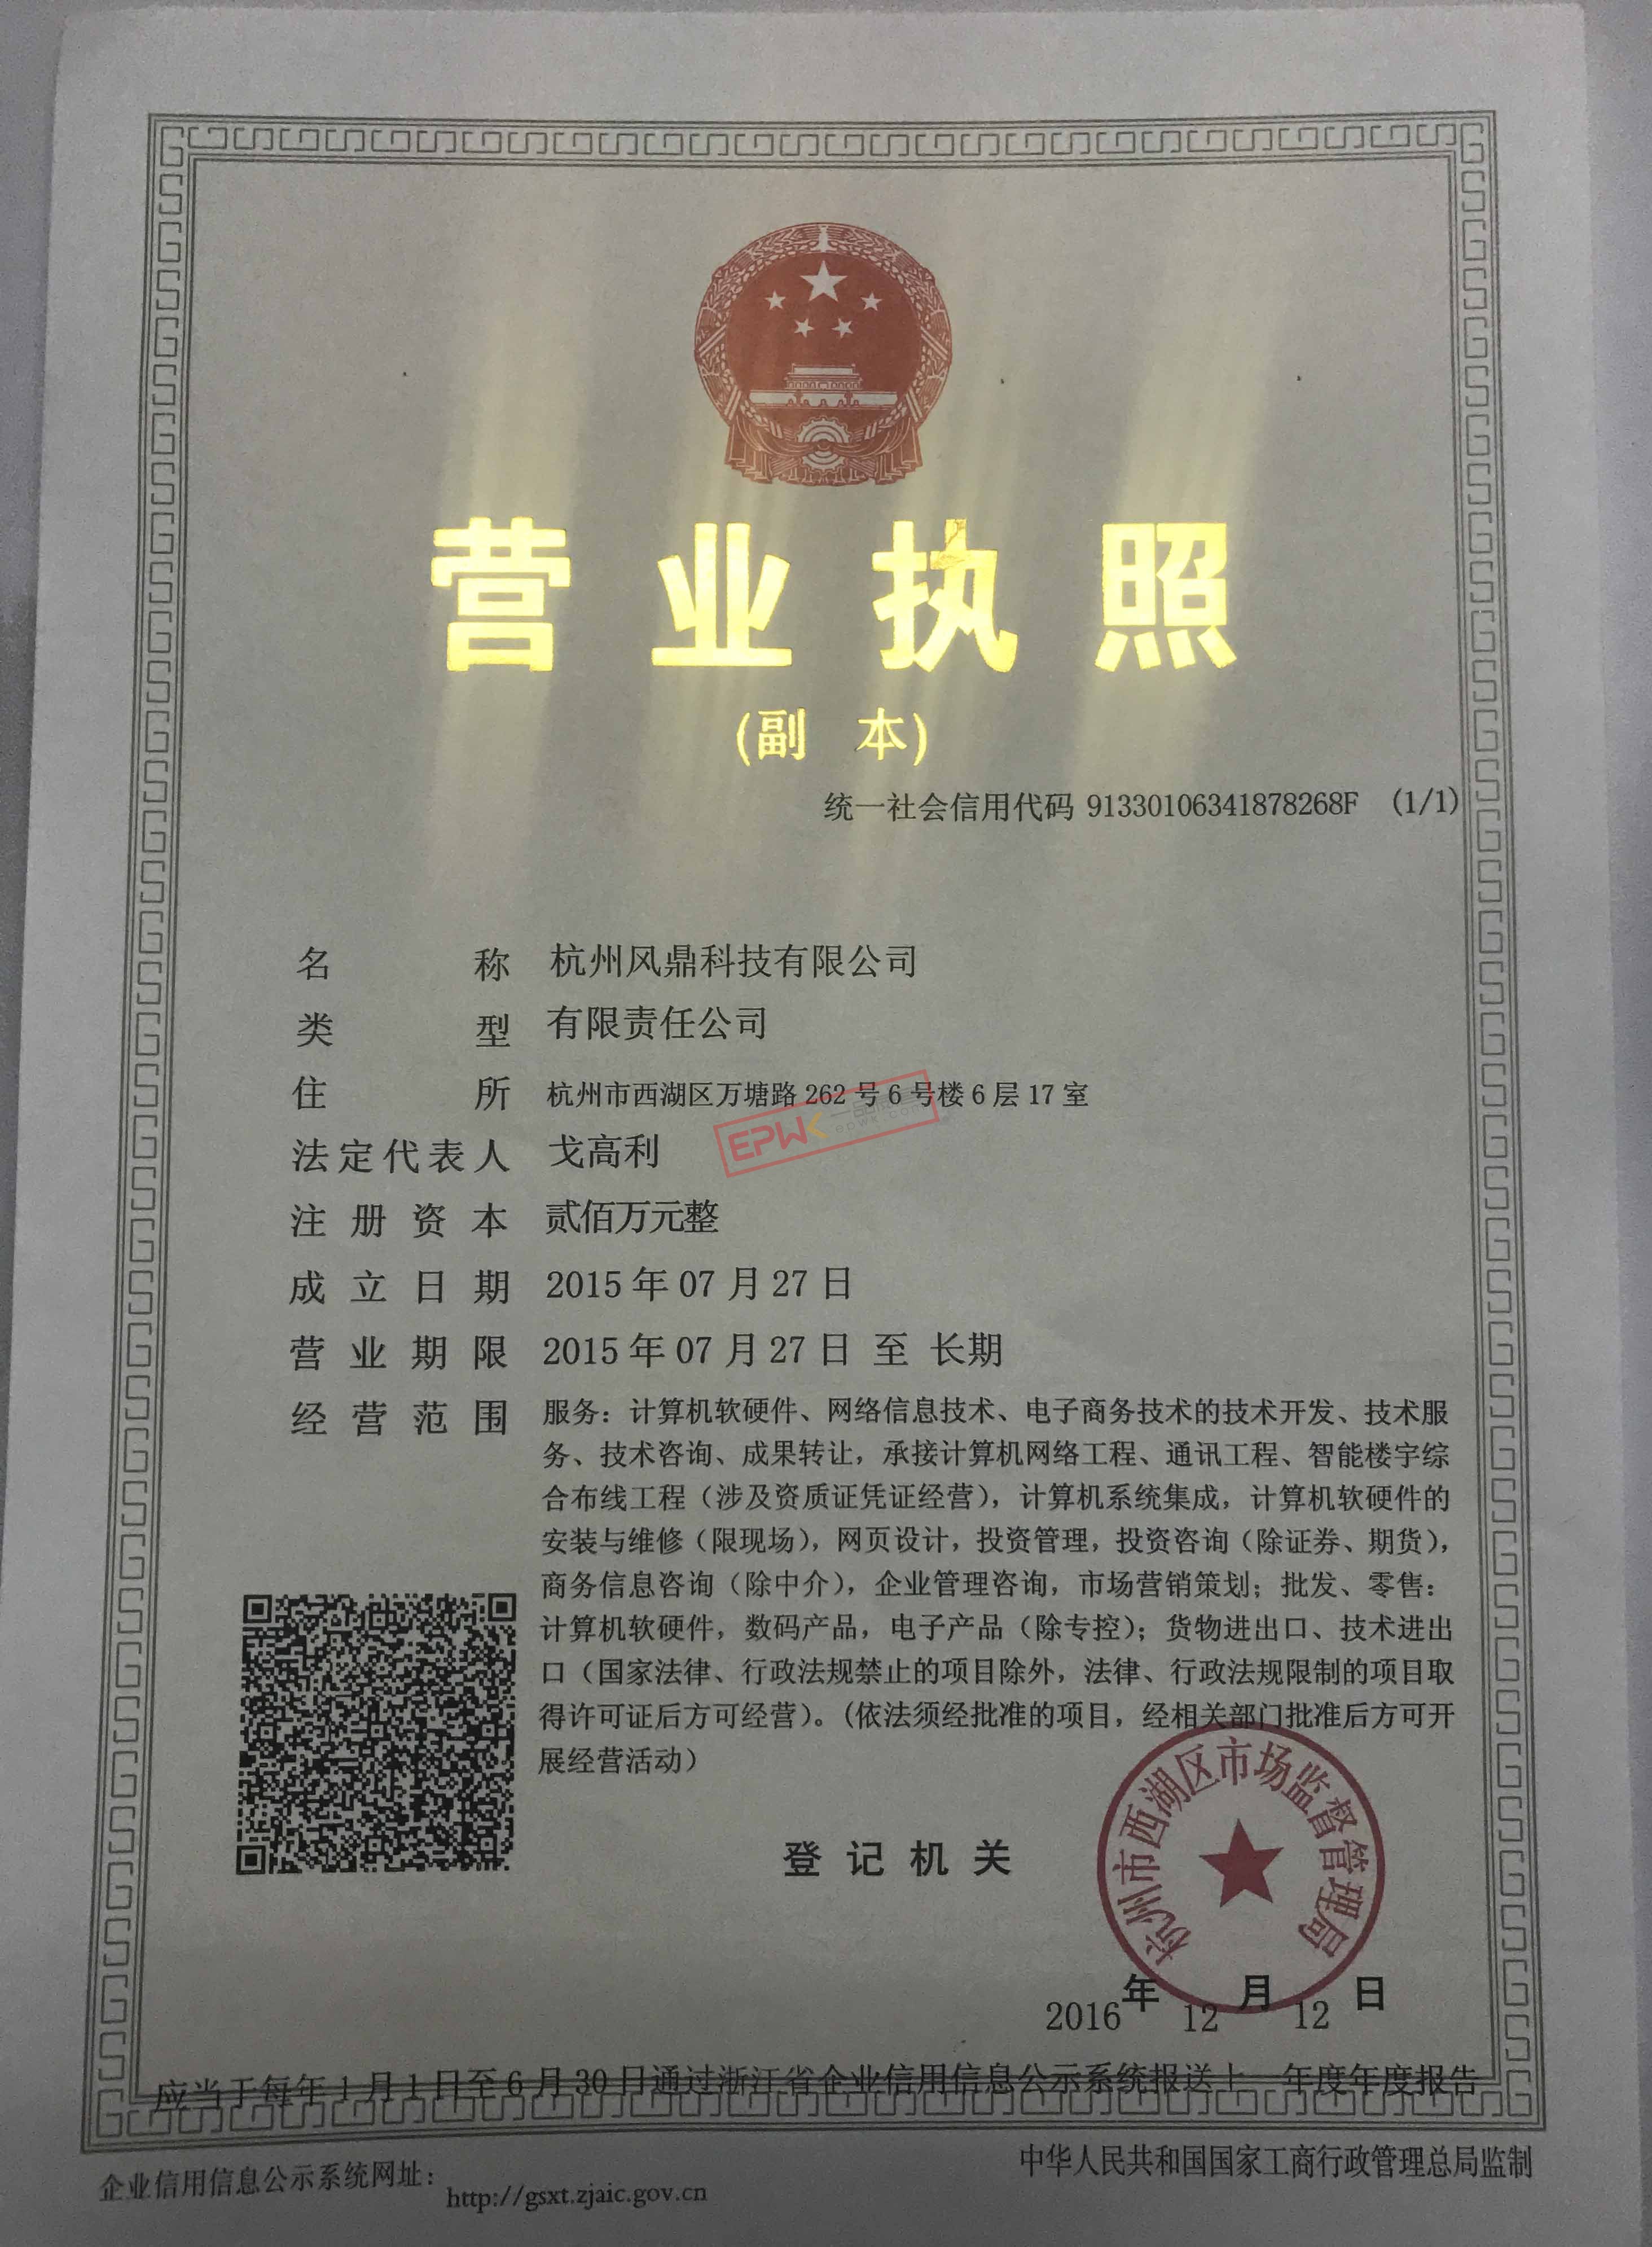 营业执照
(副 本)
统一社会信用代码 91330106341878268F (1/1)
名 称 杭州风鼎科技有限公司
类 型 有限责任公司
住 所 杭州市西湖区万塘路 262 号 6 号楼 6 层 17 室
EPWK
法定代表人 戈高利
注册资本 贰佰万元整
成立日期 2015 年 07 月 27 日
营业期限 2015 年 07 月 27 日 至 长期
经营范围 服务：计算机软硬件、网络信息技术、电子商务技术的技术开发、技术服
务、技术咨询、成果转让，承接计算机网络工程、通讯工程、智能楼宇综
合布线工程（涉及资质证凭证经营），计算机系统集成，计算机软硬件的
安装与维修（限现场），网页设计，投资管理，投资咨询（除证券、期货），
商务信息咨询（除中介），企业管理咨询，市场营销策划；批发、零售：
计算机软硬件，数码产品，电子产品（除专控）；货物进出口、技术进出
口（国家法律、行政法规禁止的项目除外，法律、行政法规限制的项目取
得许可证后方可经营）。（依法须经批准的项目，经相关部门批准后方可开
展经营活动）
登记机关
杭州市西湖区市场监督管理局
2016 年 12 月 12 日
应当于每年 1 月 1 日至 6 月 30 日通过浙江省企业信用信息公示系统报送上一年度年度报告
企业信用信息公示系统网址： http://gsxt.zjaic.gov.cn
中华人民共和国国家工商行政管理总局监制